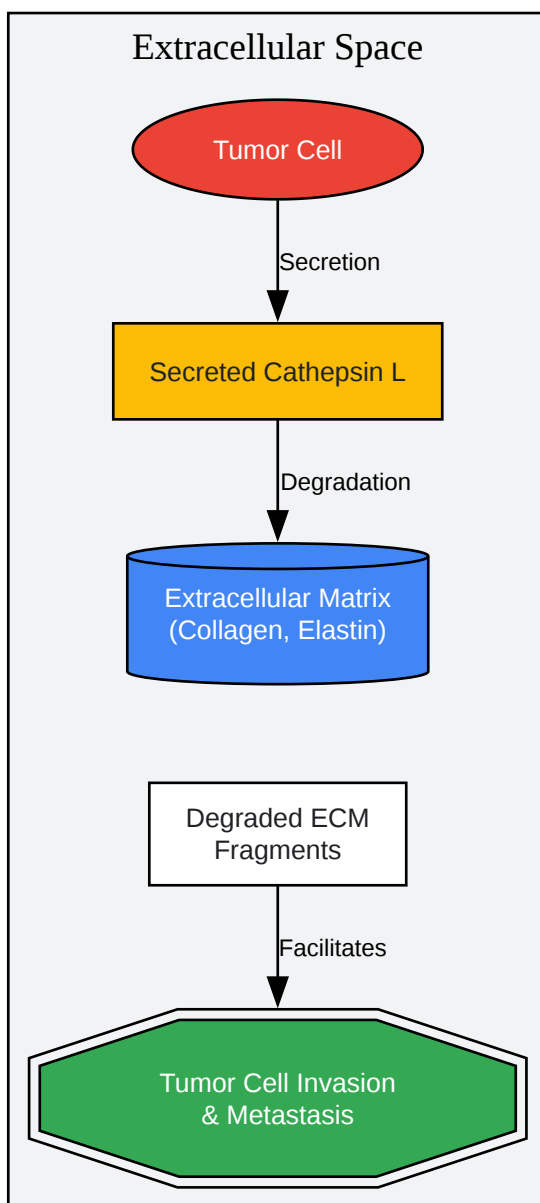 Extracellular Space
Tumor Cell
Secretion
Secreted Cathepsin L
Degradation
Extracellular Matrix
(Collagen, Elastin)
Degraded ECM
Fragments
Facilitates
Tumor Cell Invasion
& Metastasis